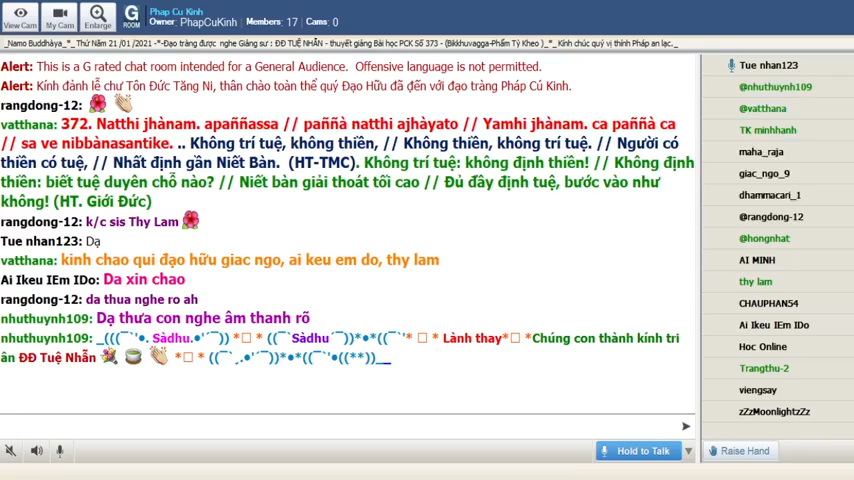 View Cam
My Cam
Enlarge
G
ROOM
Phap Cu Kinh
Owner: PhapCuKinh Members: 17 Cams: 0
_Namo Buddhàya_*_ Thứ Năm 21 /01 /2021 -*-Đạo tràng được nghe Giảng sư : ĐĐ TUỆ NHẪN - thuyết giảng Bài học PCK Số 373 - (Bikkhuvagga-Phẩm Tỳ Kheo )_*_ Kính chúc quý vị thính Pháp an lạc._
Alert: This is a G rated chat room intended for a General Audience. Offensive language is not permitted.
Alert: Kính đảnh lễ chư Tôn Đức Tăng Ni, thân chào toàn thể quý Đạo Hữu đã đến với đạo tràng Pháp Cú Kinh.
rangdong-12:
vatthana: 372. Natthi jhànam. apaññassa // paññà natthi ajhàyato // Yamhi jhànam. ca paññà ca
// sa ve nibbànasantike. .. Không trí tuệ, không thiền, // Không thiền, không trí tuệ. // Người có
thiền có tuệ, // Nhất định gần Niết Bàn. (HT-TMC). Không trí tuệ: không định thiền! // Không định
thiền: biết tuệ duyên chỗ nào? // Niết bàn giải thoát tối cao // Đủ đầy định tuệ, bước vào như
không! (HT. Giới Đức)
rangdong-12: k/c sis Thy Lam
Tue nhan123: Dạ
vatthana: kinh chao qui đạo hữu giac ngo, ai keu em do, thy lam
Ai Ikeu IEm IDo: Da xin chao
rangdong-12: da thua nghe ro ah
nhuthuynh109: Dạ thưa con nghe âm thanh rõ
nhuthuynh109: _(((¯`'•. Sàdhu.•'´¯)) *□ * ((¯`Sàdhu´¯))*•*((¯`'* □ * Lành thay*□ *Chúng con thành kính tri
ân ĐĐ Tuệ Nhẫn *□ * ((¯`¸.•'´¯))*•*((¯`'•((**))__
Hold to Talk
Tue nhan123
@nhuthuynh109
@vatthana
TK minhhanh
maha_raja
giac_ngo_9
dhammacari_1
@rangdong-12
@hongnhat
AI MINH
thy lam
CHAUPHAN54
Ai Ikeu IEm IDo
Hoc Online
Trangthu-2
viengsay
zZzMoonlightzZz
Raise Hand